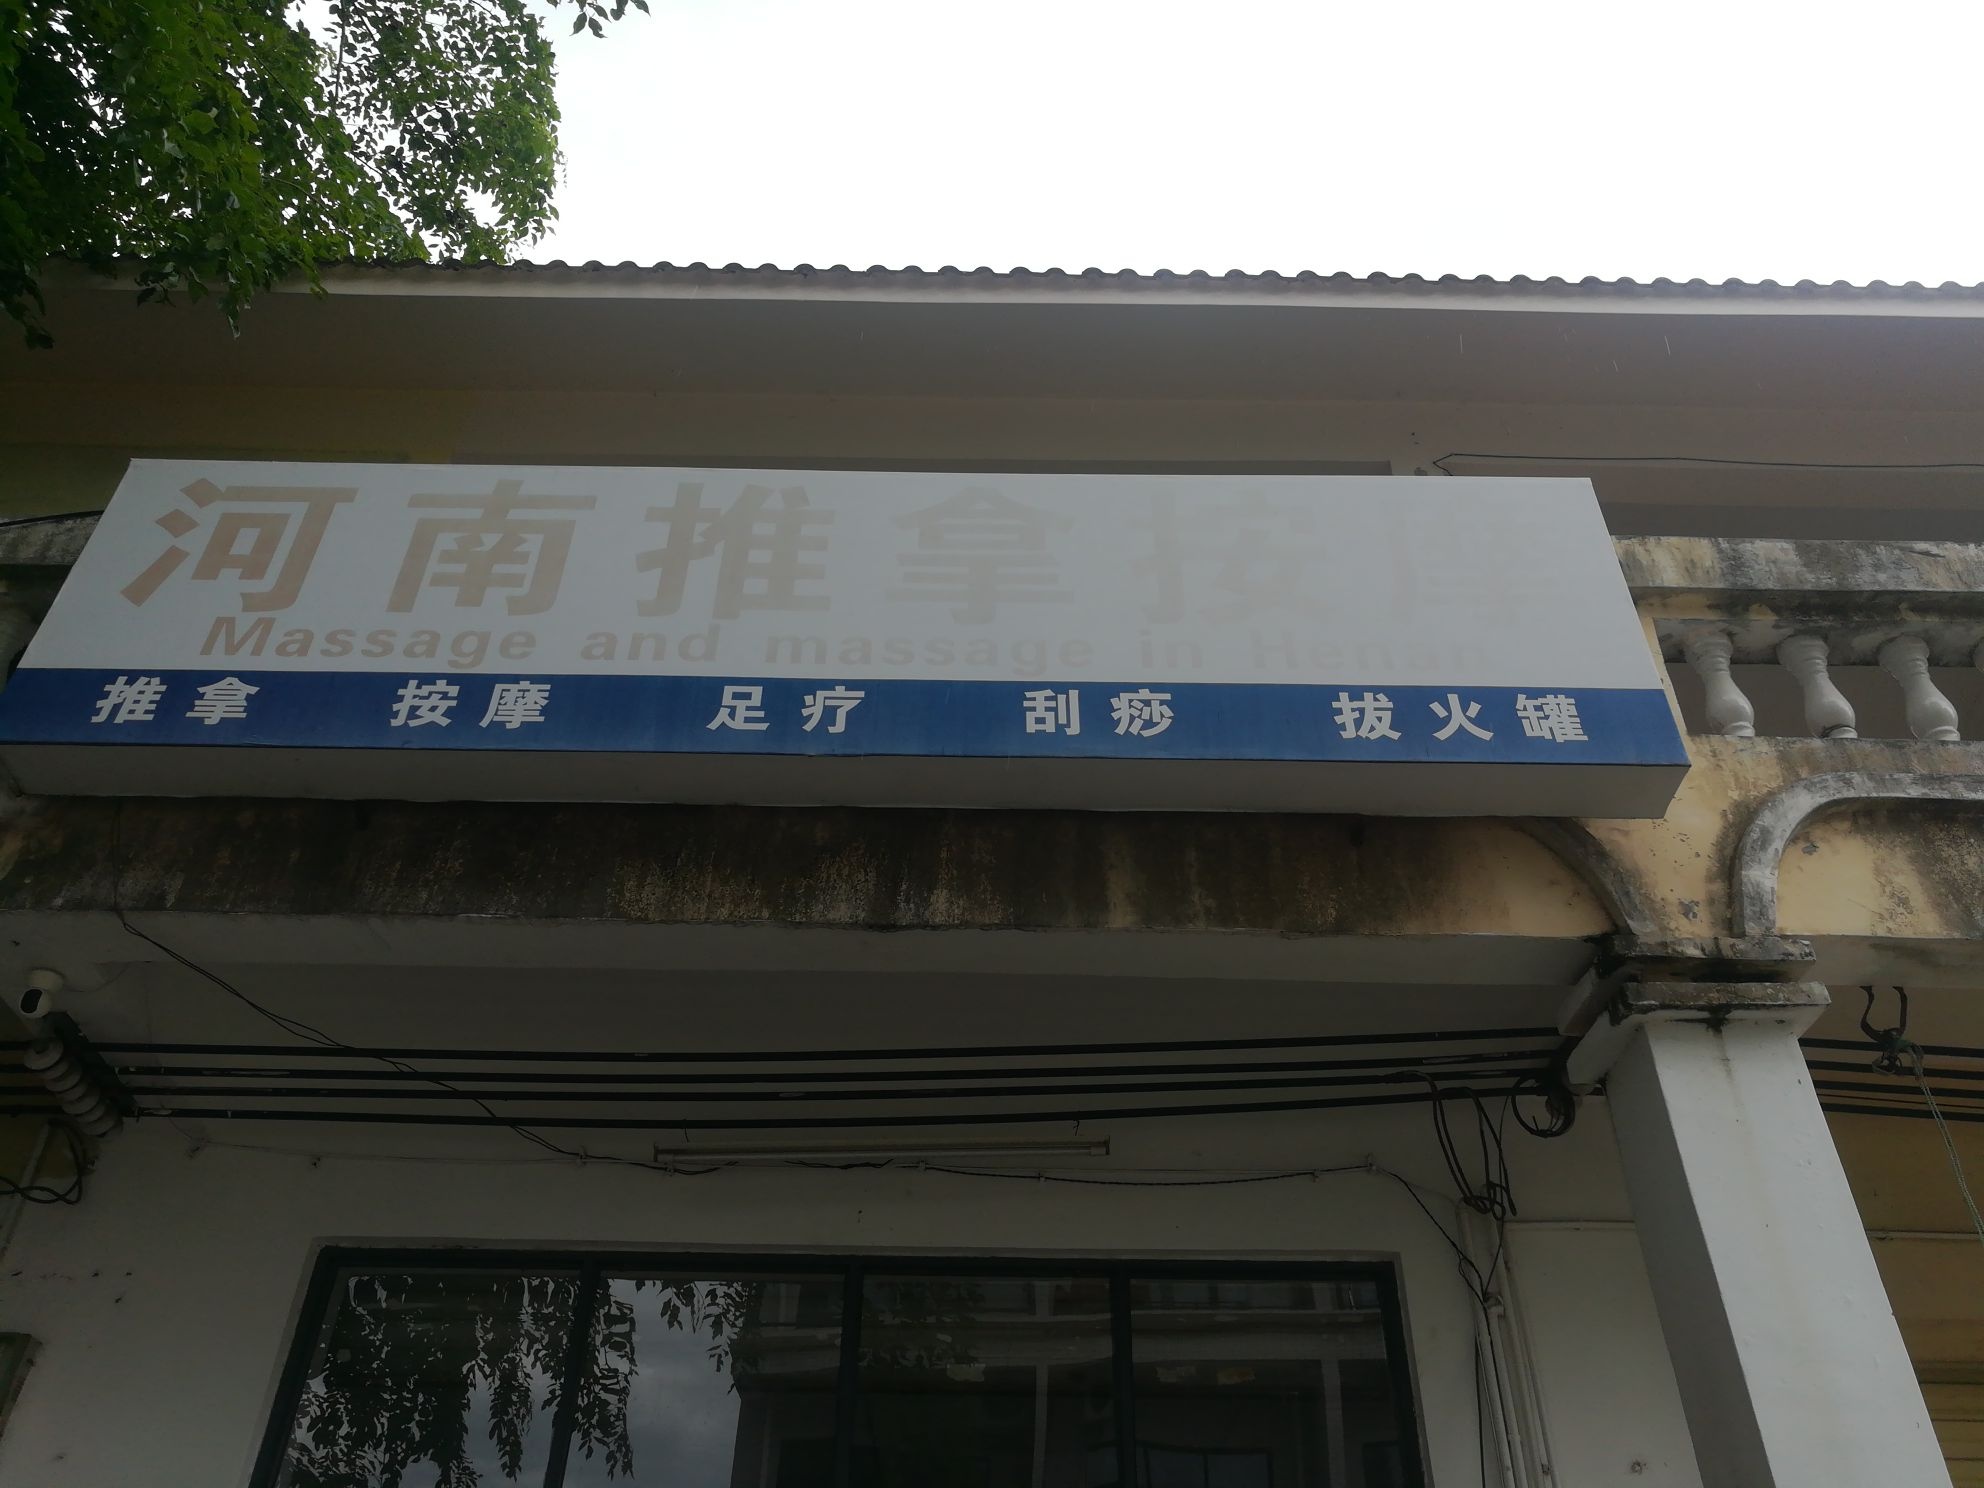 河南推拿按摩
Massage and massage in Henan
推拿 按摩 足疗 刮痧 拔火罐